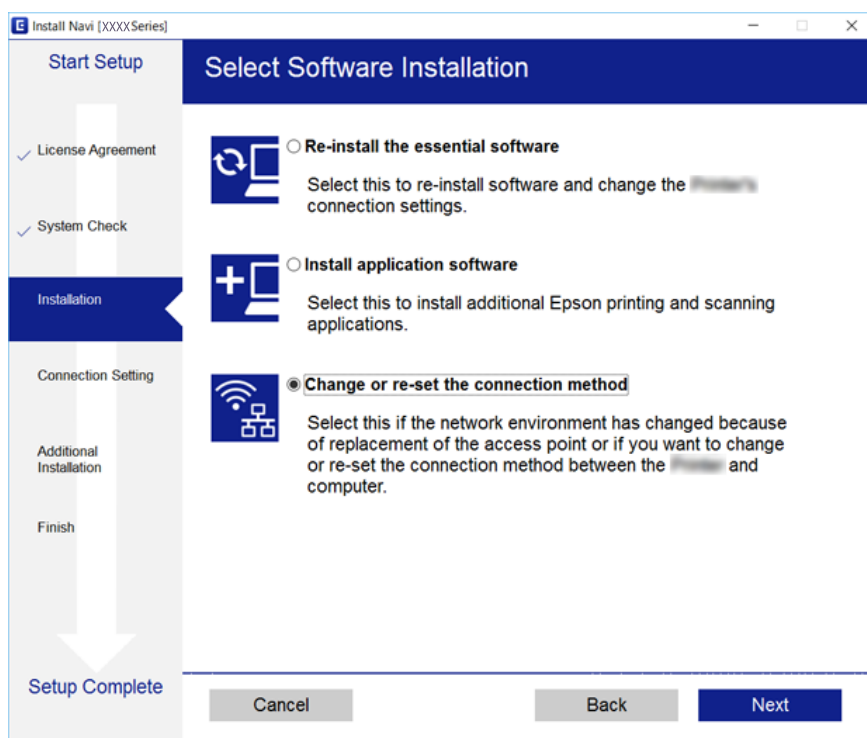 Install Navi [XXXX Series]
Start Setup
License Agreement
System Check
Installation
Connection Setting
Additional
Installation
Finish
Setup Complete
Select Software Installation
Re-install the essential software
Select this to re-install software and change the
connection settings.
Install application software
Select this to install additional Epson printing and scanning
applications.
Change or re-set the connection method
Select this if the network environment has changed because
of replacement of the access point or if you want to change
or re-set the connection method between the and
computer.
Cancel
Back
Next